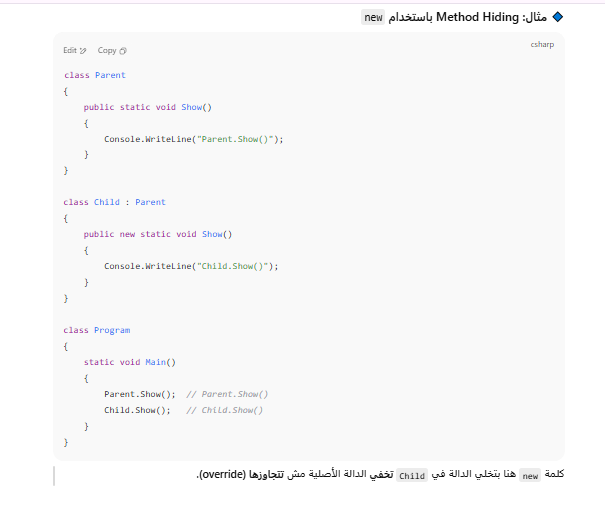 🔷 مثال: Method Hiding باستخدام new
csharp
Edit Copy
class Parent
{
    public static void Show()
    {
        Console.WriteLine("Parent.Show()");
    }
}
class Child : Parent
{
    public new static void Show()
    {
        Console.WriteLine("Child.Show()");
    }
}
class Program
{
    static void Main()
    {
        Parent.Show();  // Parent.Show()
        Child.Show();   // Child.Show()
    }
}
كلمة new هنا بتخلي الدالة في Child تخفي الدالة الأصلية مش تتجاوزها (override).